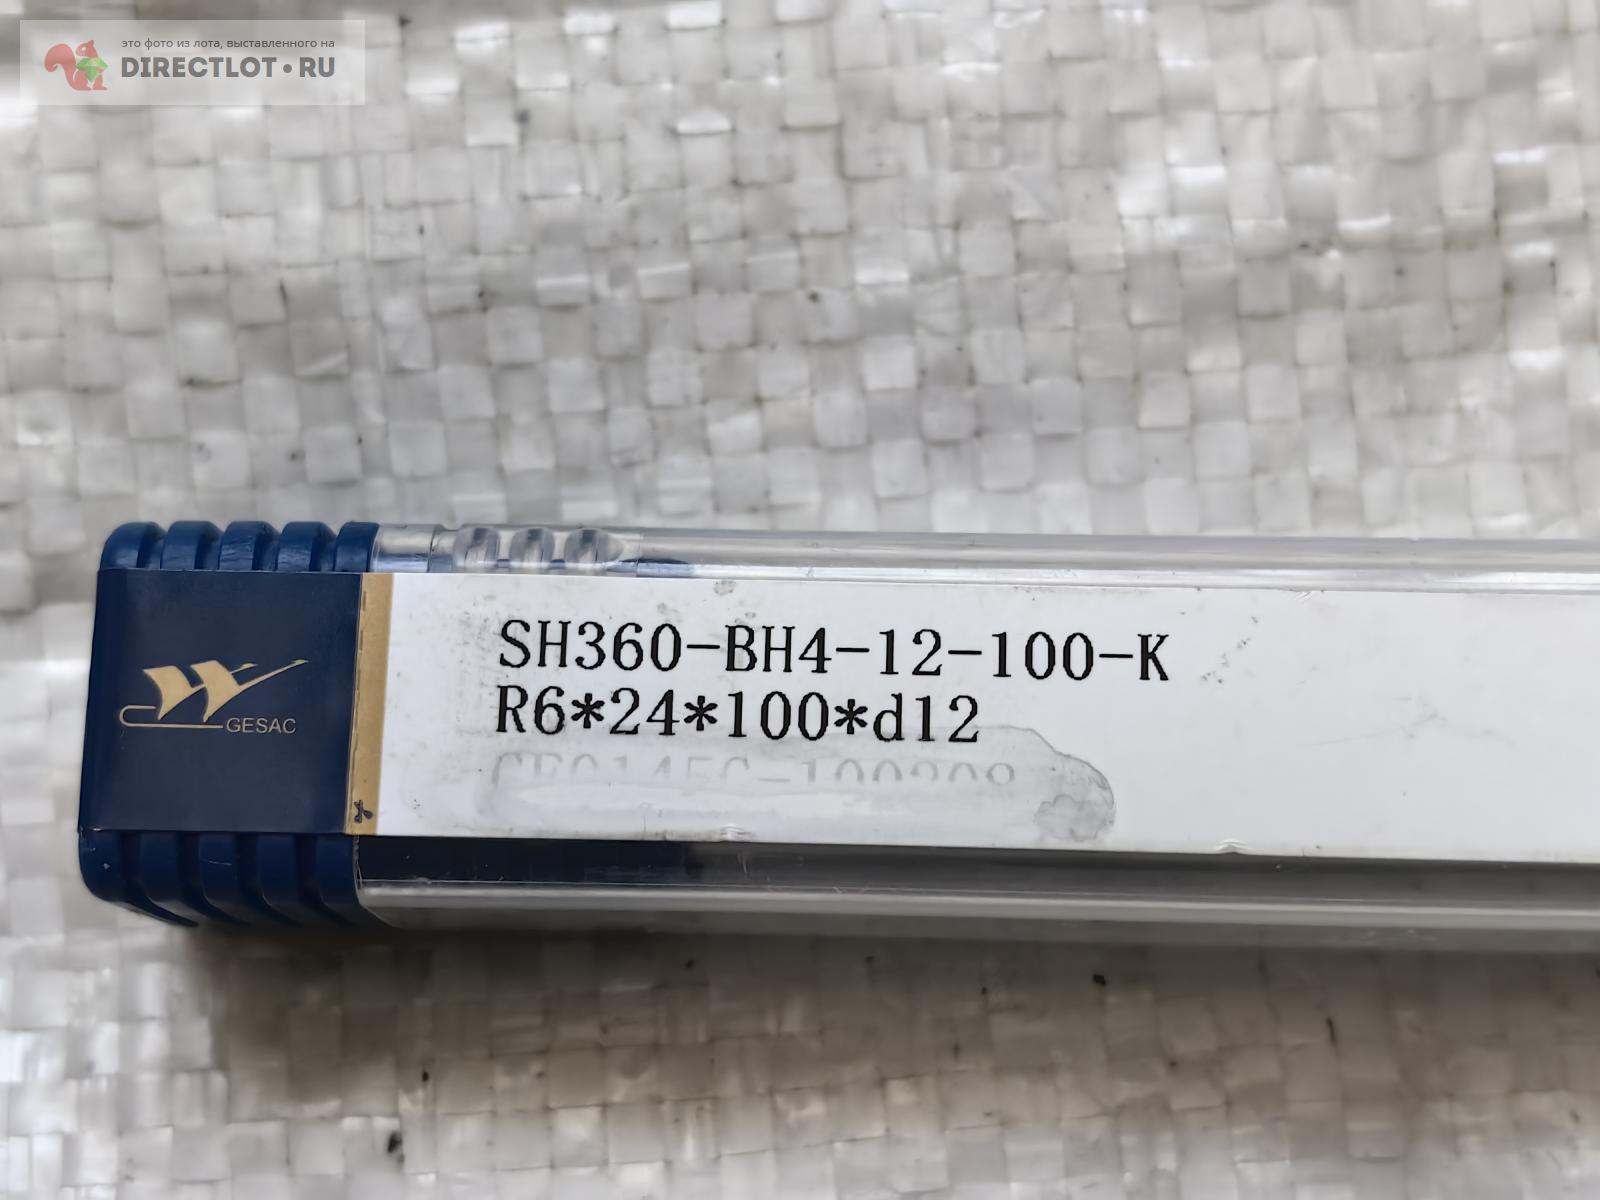 это фото из лота, выставленного на
DIRECTLOT•RU
SH360-BH4-12-100-K
R6*24*100*d12
GESAC